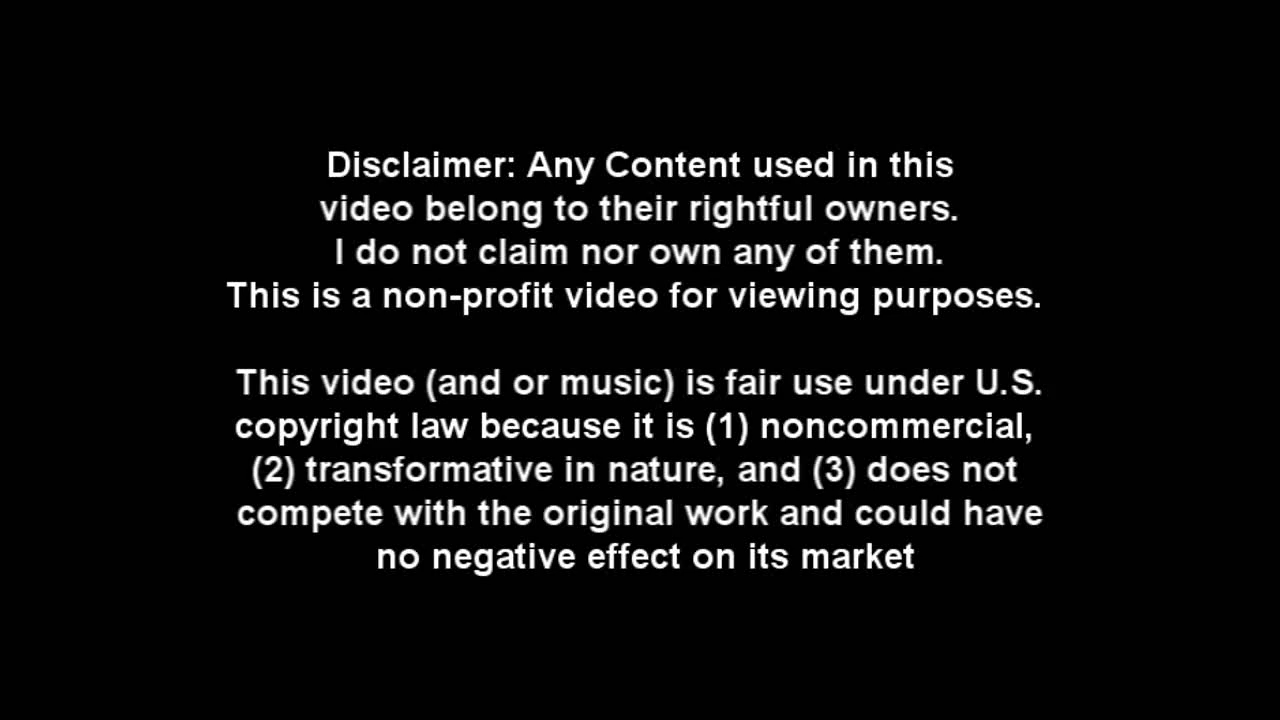 Disclaimer: Any Content used in this
video belong to their rightful owners.
I do not claim nor own any of them.
This is a non-profit video for viewing purposes.
This video (and or music) is fair use under U.S.
copyright law because it is (1) noncommercial,
(2) transformative in nature, and (3) does not
compete with the original work and could have
no negative effect on its market